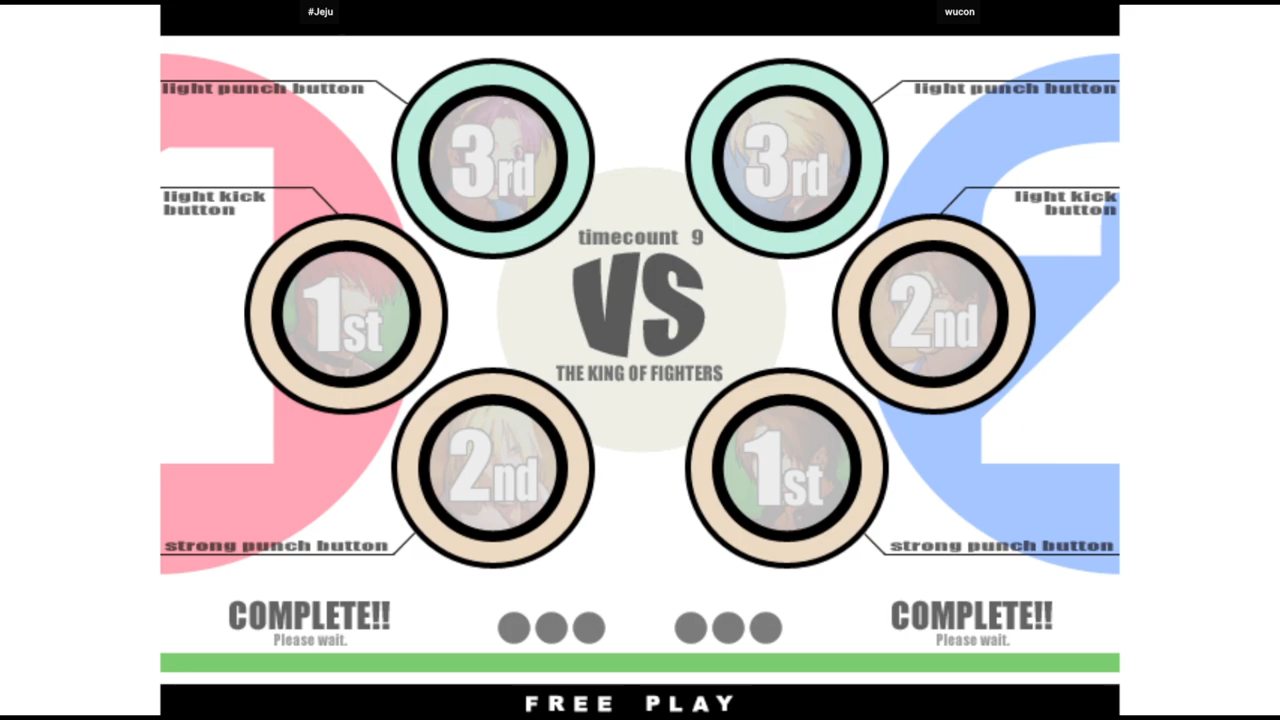 #Jeju
wucon
light punch button
light punch button
3rd
3rd
light kick
button
light kick
button
timecount 9
VS
THE KING OF FIGHTERS
1st
2nd
2nd
1st
strong punch button
strong punch button
COMPLETE!!
Please wait.
COMPLETE!!
Please wait.
FREE PLAY